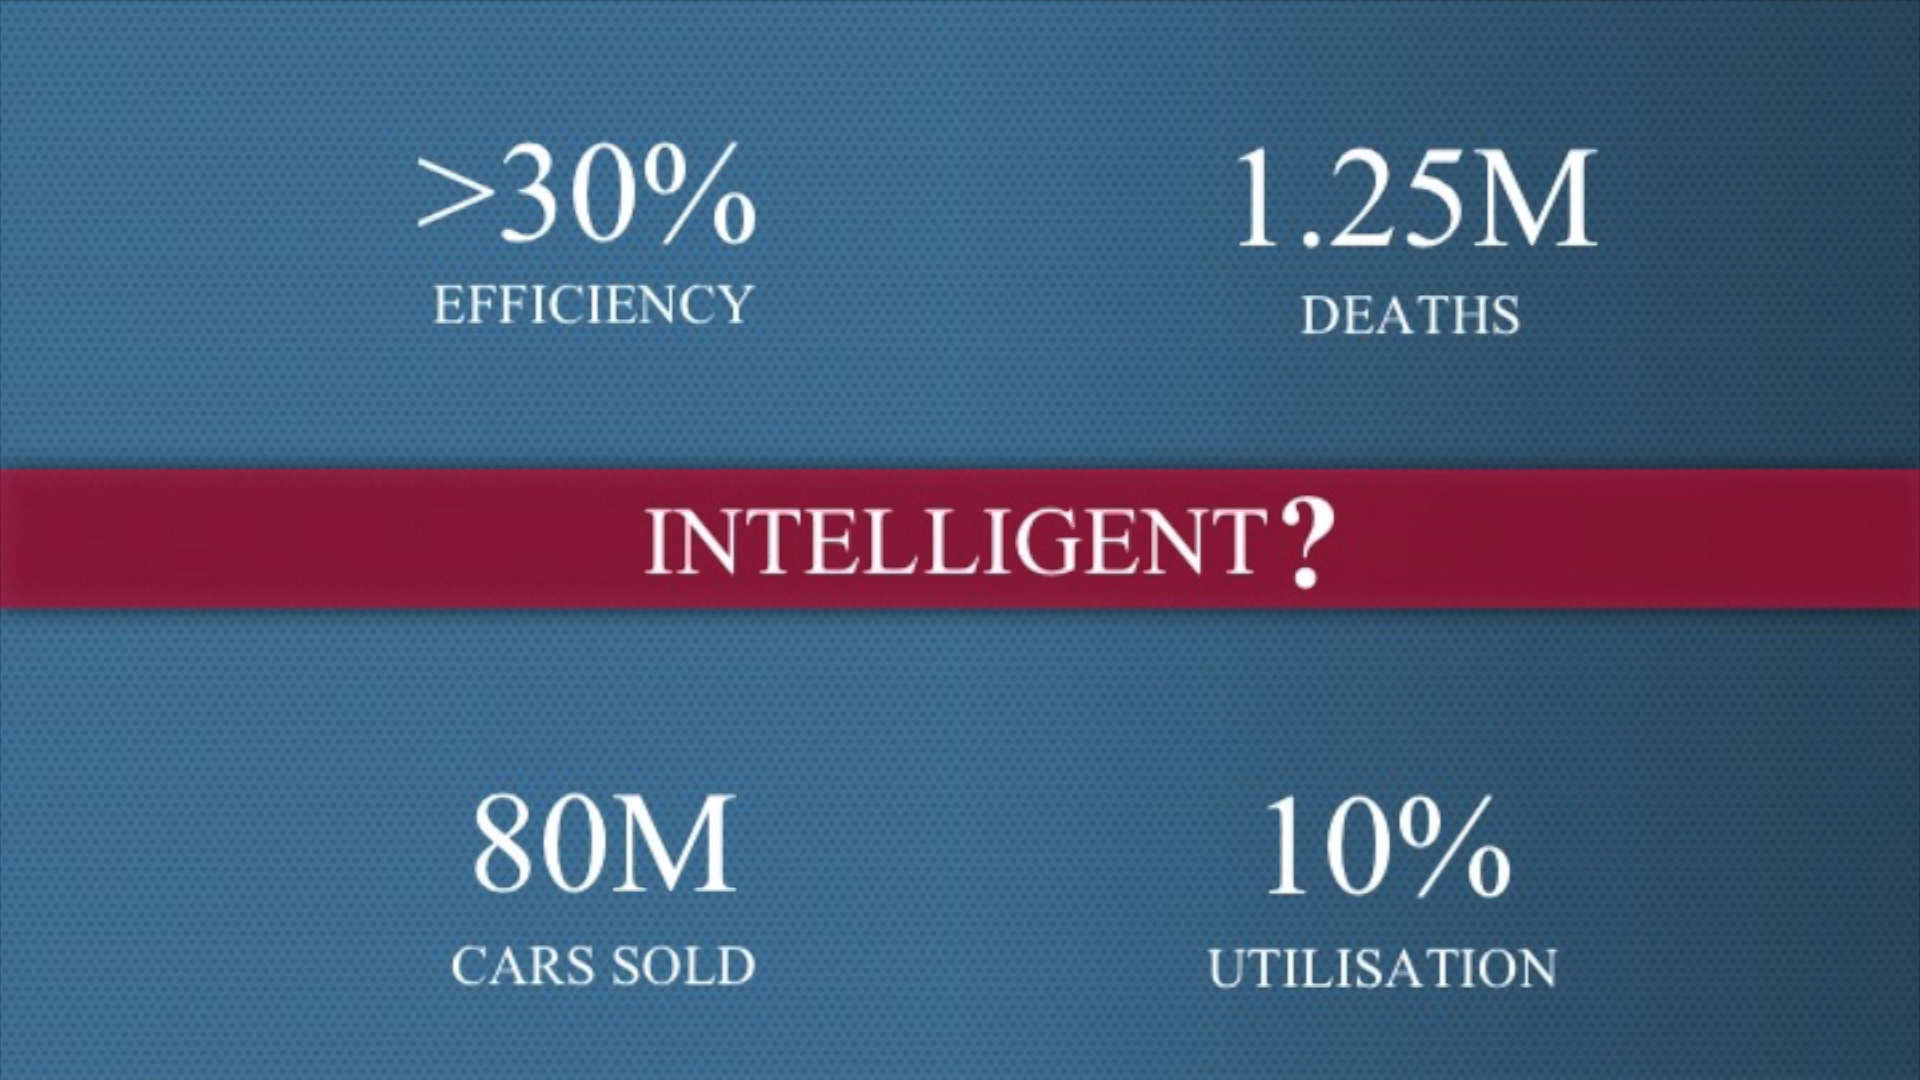 >30%
EFFICIENCY
1.25M
DEATHS
INTELLIGENT?
80M
CARS SOLD
10%
UTILISATION